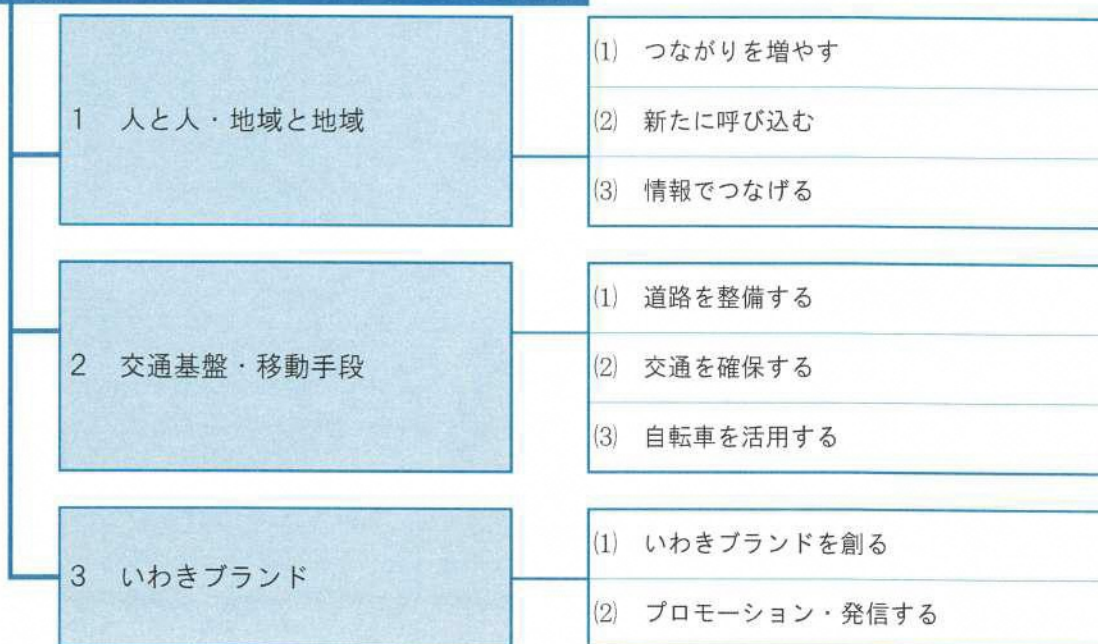 1 人と人・地域と地域
⑴ つながりを増やす
⑵ 新たに呼び込む
⑶ 情報でつなげる
2 交通基盤・移動手段
⑴ 道路を整備する
⑵ 交通を確保する
⑶ 自転車を活用する
3 いわきブランド
⑴ いわきブランドを創る
⑵ プロモーション・発信する